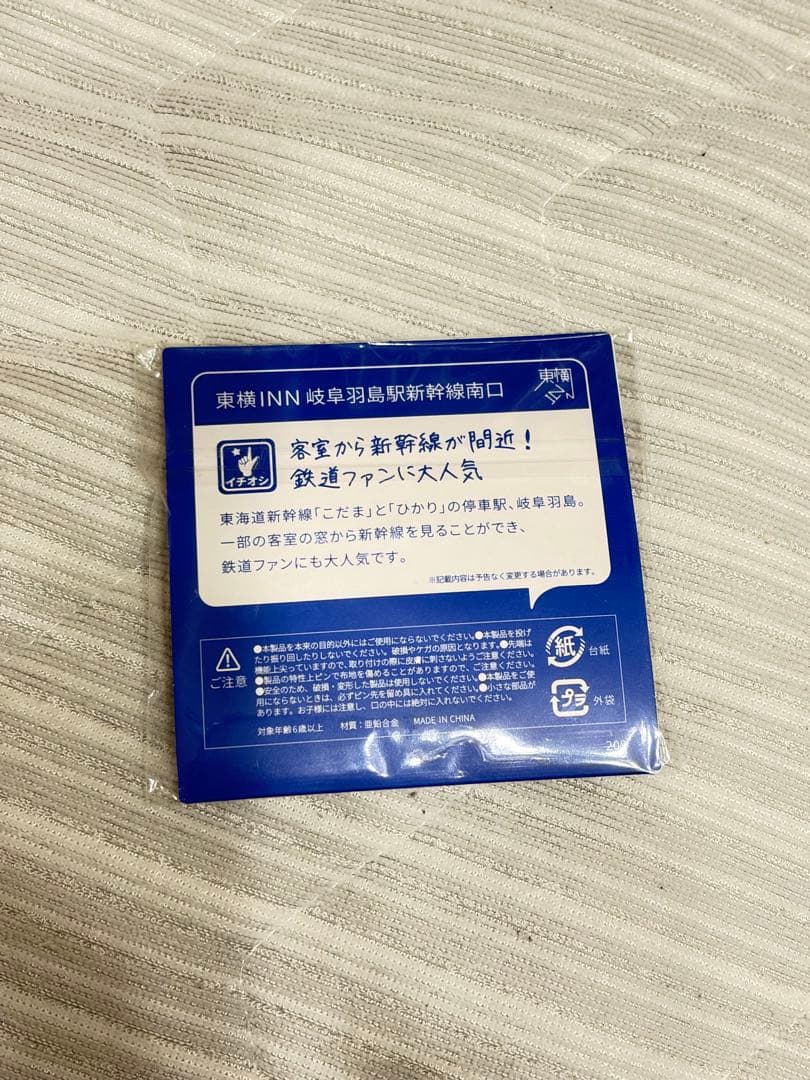 東横INN 岐阜羽島駅新幹線南口
東横
INN
イチオシ
客室から新幹線が間近！
鉄道ファンに大人気
東海道新幹線「こだま」と「ひかり」の停車駅、岐阜羽島。
一部の客室の窓から新幹線を見ることができ、
鉄道ファンにも大人気です。
※記載内容は予告なく変更する場合があります。
ご注意
●本製品を本来の目的以外にはご使用にならないでください。●本製品を投げ
たり振り回したりしないでください。破損やケガの原因となります。●先端は
機能上尖っていますので、取り付けの際に皮膚に刺さないようご注意ください。
●製品の特性上ピンで布地を傷めることがありますので、ご注意ください。
●安全のため、破損・変形した製品は使用しないでください。●本製品をご使
用にならないときは、必ずピン先を留め具に入れてください。●小さな部品が
あります。お子様には注意し、口の中には絶対に入れないでください。
対象年齢6歳以上 材質：亜鉛合金 MADE IN CHINA
紙 台紙
プラ 外袋